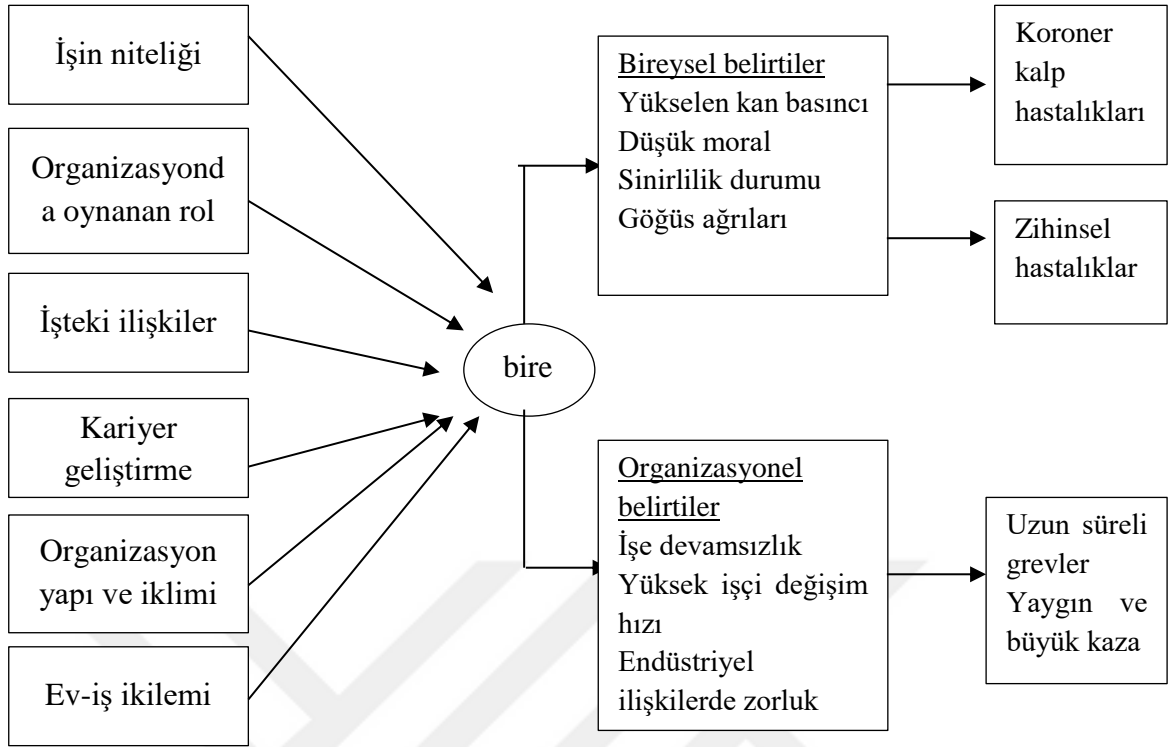 İşin niteliği
Organizasyond
a oynanan rol
İşteki ilişkiler
Kariyer
geliştirme
Organizasyon
yapı ve iklimi
Ev-iş ikilemi
bire
Bireysel belirtiler
Yükselen kan basıncı
Düşük moral
Sinirlilik durumu
Göğüs ağrıları
Organizasyonel
belirtiler
İşe devamsızlık
Yüksek işçi değişim
hızı
Endüstriyel
ilişkilerde zorluk
Koroner
kalp
hastalıkları
Zihinsel
hastalıklar
Uzun süreli
grevler
Yaygın ve
büyük kaza